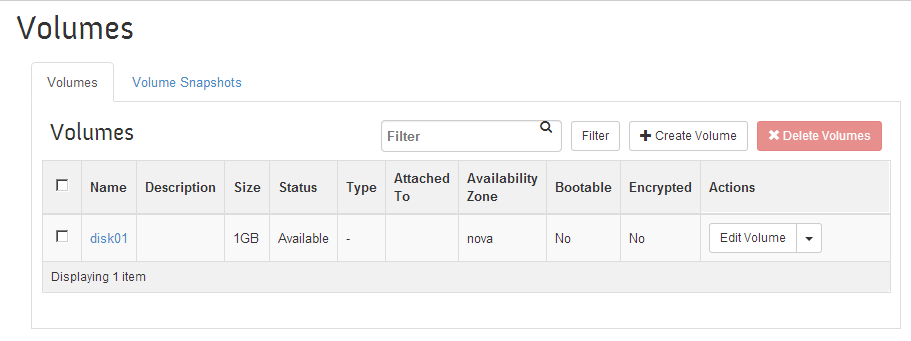 Volumes
Volumes Volume Snapshots
Volumes Filter Filter Create Volume Delete Volumes
Name Description Size Status Type Attached To Availability Zone Bootable Encrypted Actions
disk01 1GB Available - nova No No Edit Volume
Displaying 1 item